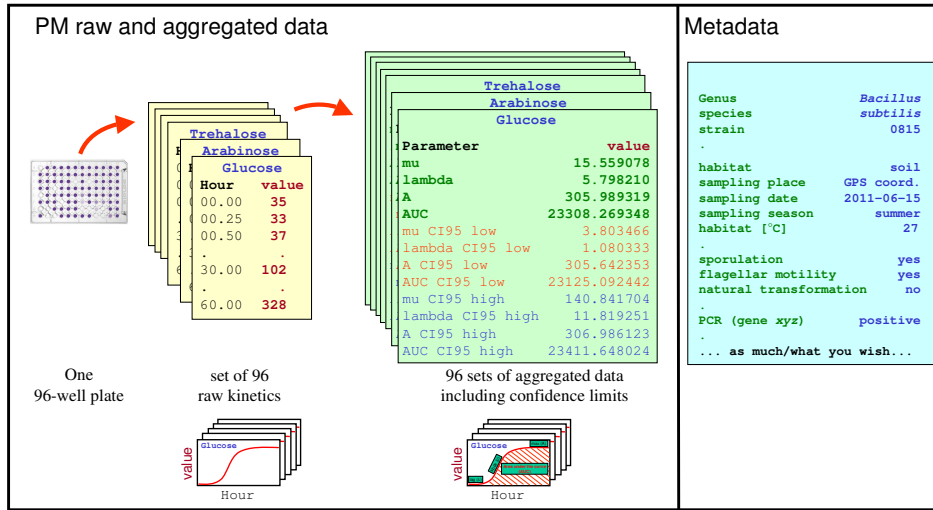 PM raw and aggregated data
Trehalose
Arabinose
Glucose
Hour value
00.00 35
00.25 33
00.50 37
. .
30.00 102
. .
60.00 328
Trehalose
Arabinose
Glucose
Parameter value
mu 15.559078
lambda 5.798210
A 305.989319
AUC 23308.269348
mu CI95 low 3.803466
lambda CI95 low 1.080333
A CI95 low 305.642353
AUC CI95 low 23125.092442
mu CI95 high 140.841704
lambda CI95 high 11.819251
A CI95 high 306.986123
AUC CI95 high 23411.648024
One
96-well plate
set of 96
raw kinetics
96 sets of aggregated data
including confidence limits
Glucose
value
Hour
Glucose
value
Hour
Metadata
Genus Bacillus
species subtilis
strain 0815
.
habitat soil
sampling place GPS coord.
sampling date 2011-06-15
sampling season summer
habitat [°C] 27
.
sporulation yes
flagellar motility yes
natural transformation no
.
PCR (gene xyz) positive
.
... as much/what you wish...